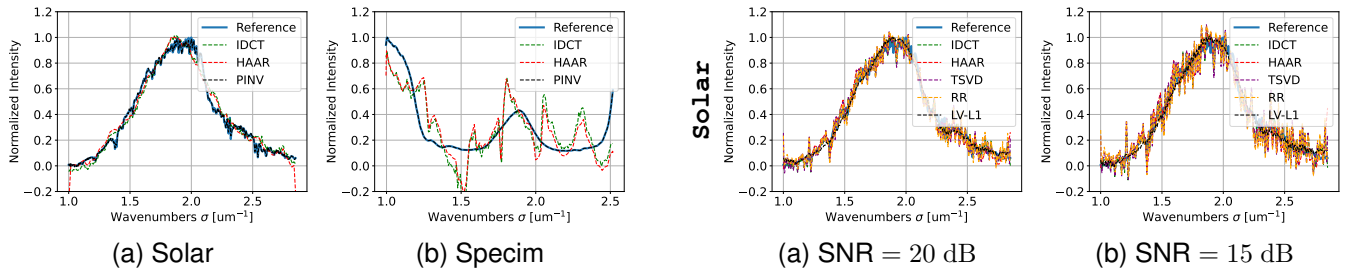 Normalized Intensity
1.2
1.0
0.8
0.6
0.4
0.2
0.0
−0.2
1.0 1.5 2.0 2.5
Wavenumbers σ [um⁻¹]
Reference
IDCT
HAAR
PINV
(a) Solar
Normalized Intensity
1.2
1.0
0.8
0.6
0.4
0.2
0.0
−0.2
1.0 1.5 2.0 2.5
Wavenumbers σ [um⁻¹]
Reference
IDCT
HAAR
PINV
(b) Specim
Solar
Normalized Intensity
1.2
1.0
0.8
0.6
0.4
0.2
0.0
−0.2
1.0 1.5 2.0 2.5
Wavenumbers σ [um⁻¹]
Reference
IDCT
HAAR
TSVD
RR
LV-L1
(a) SNR = 20 dB
Normalized Intensity
1.2
1.0
0.8
0.6
0.4
0.2
0.0
−0.2
1.0 1.5 2.0 2.5
Wavenumbers σ [um⁻¹]
Reference
IDCT
HAAR
TSVD
RR
LV-L1
(b) SNR = 15 dB